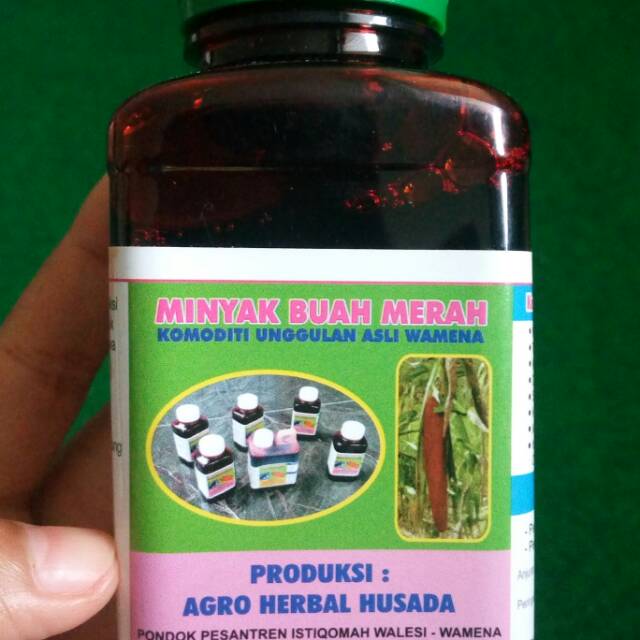 MINYAK BUAH MERAH
KOMODITI UNGGULAN ASLI WAMENA
PRODUKSI :
AGRO HERBAL HUSADA
PONDOK PESANTREN ISTIQOMAH WALESI - WAMENA